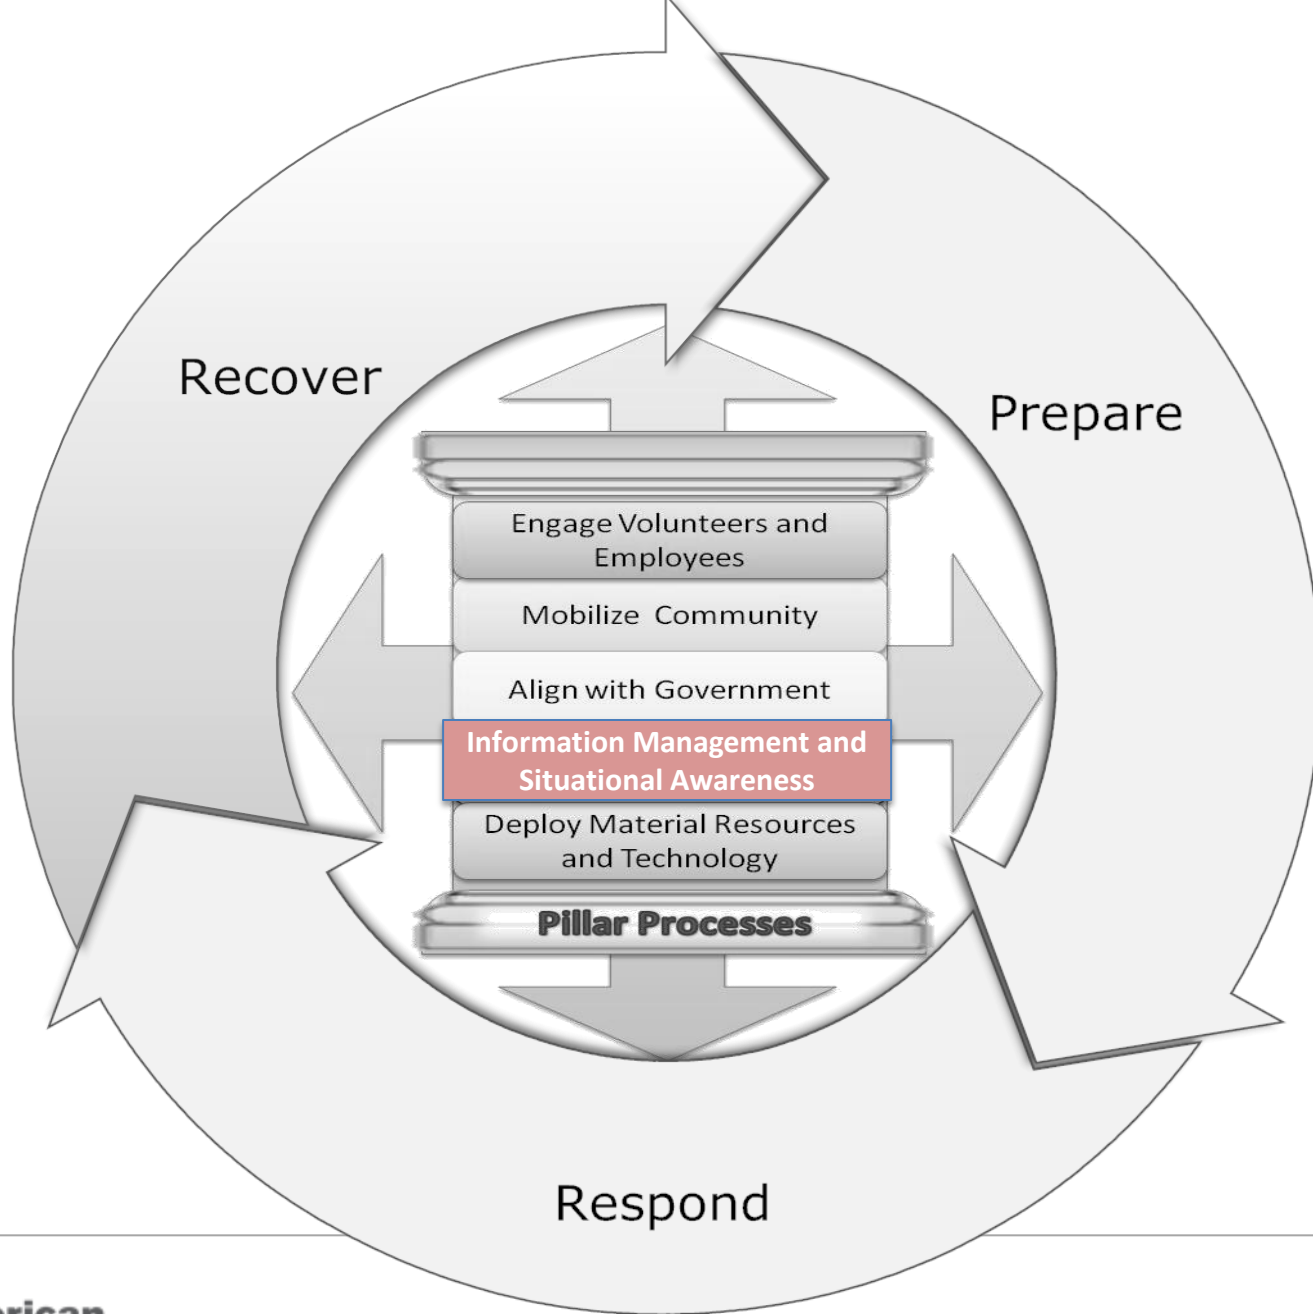 Recover
Prepare
Engage Volunteers and
Employees
Mobilize Community
Align with Government
Information Management and
Situational Awareness
Deploy Material Resources
and Technology
Pillar Processes
Respond